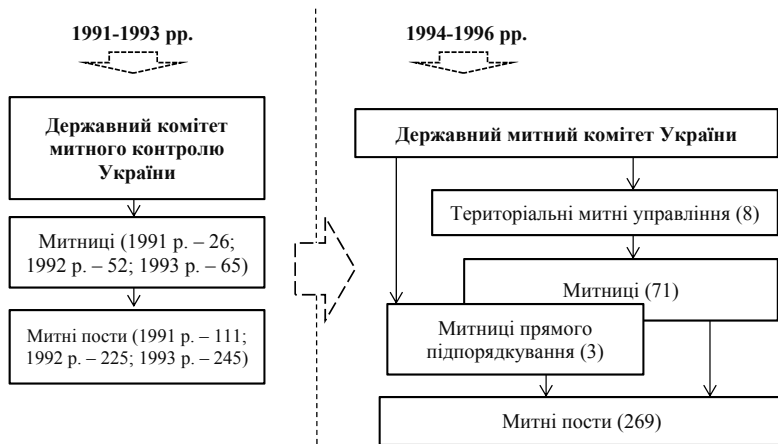 1991-1993 рр.
Державний комітет
митного контролю
України
Митниці (1991 р. – 26;
1992 р. – 52; 1993 р. – 65)
Митні пости (1991 р. – 111;
1992 р. – 225; 1993 р. – 245)
1994-1996 рр.
Державний митний комітет України
Територіальні митні управління (8)
Митниці (71)
Митниці прямого
підпорядкування (3)
Митні пости (269)